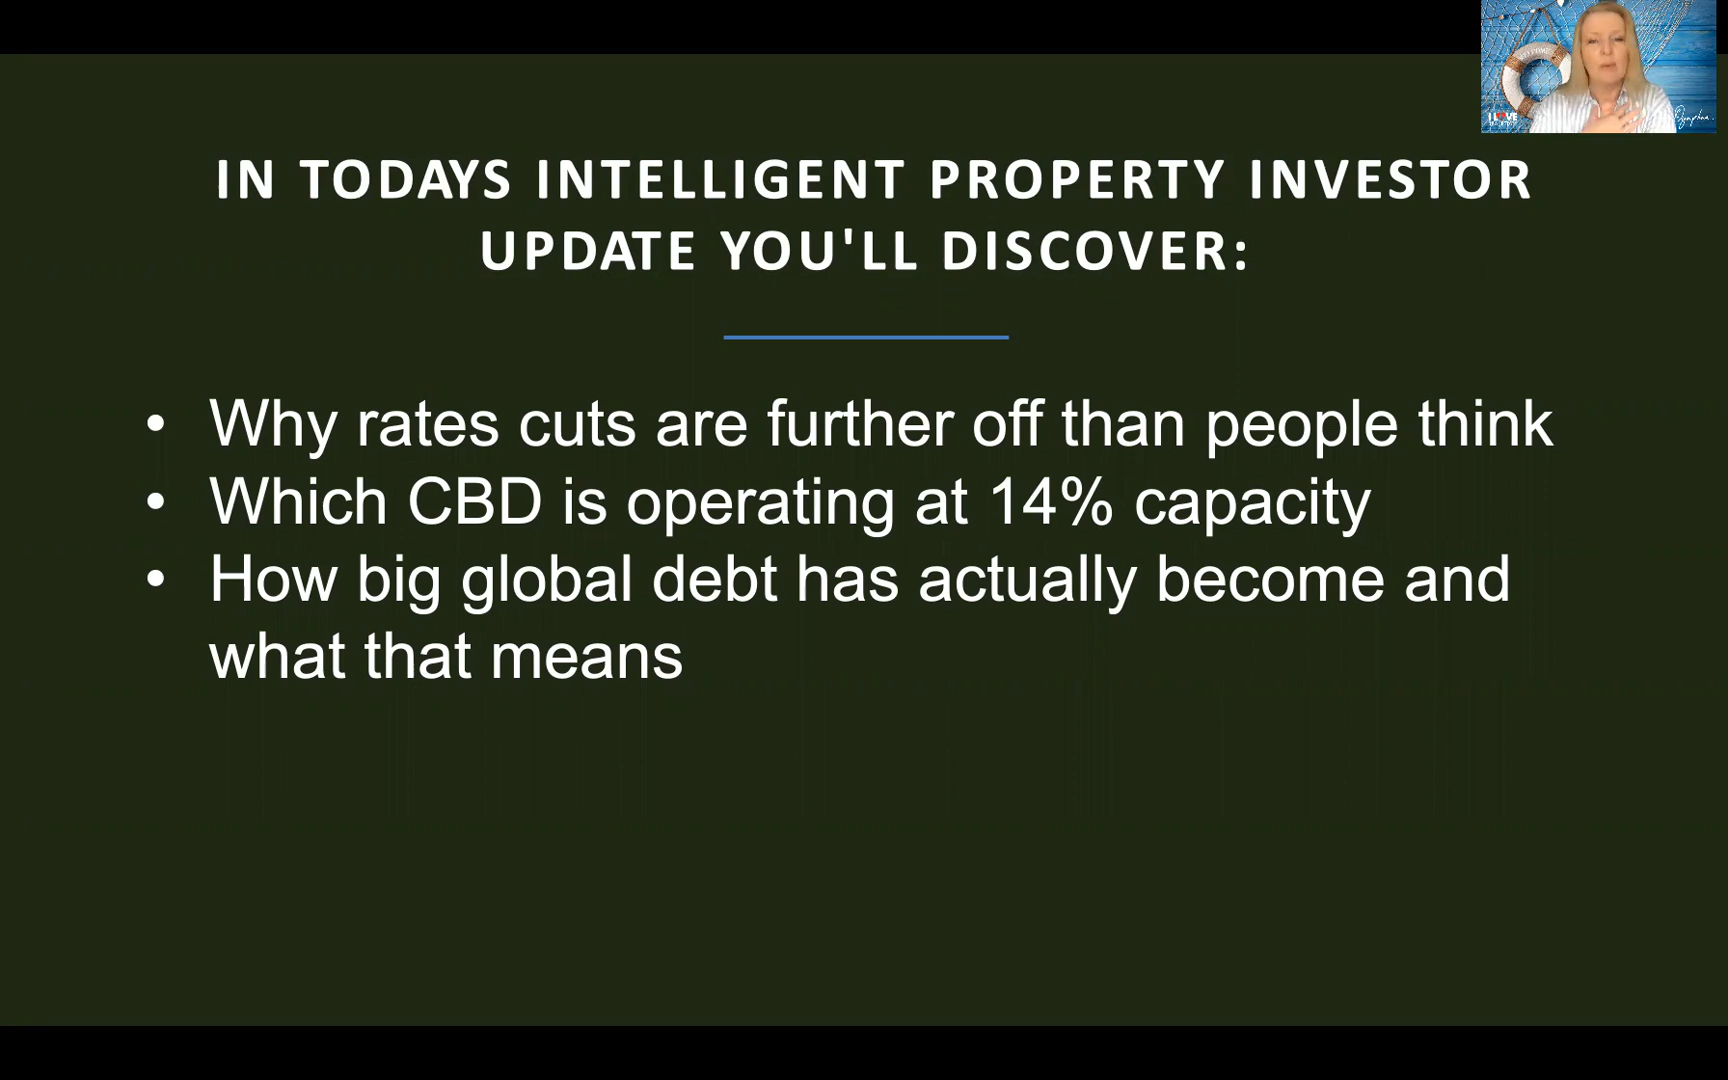 IN TODAYS INTELLIGENT PROPERTY INVESTOR
UPDATE YOU'LL DISCOVER:
• Why rates cuts are further off than people think
• Which CBD is operating at 14% capacity
• How big global debt has actually become and
what that means
I LOVE